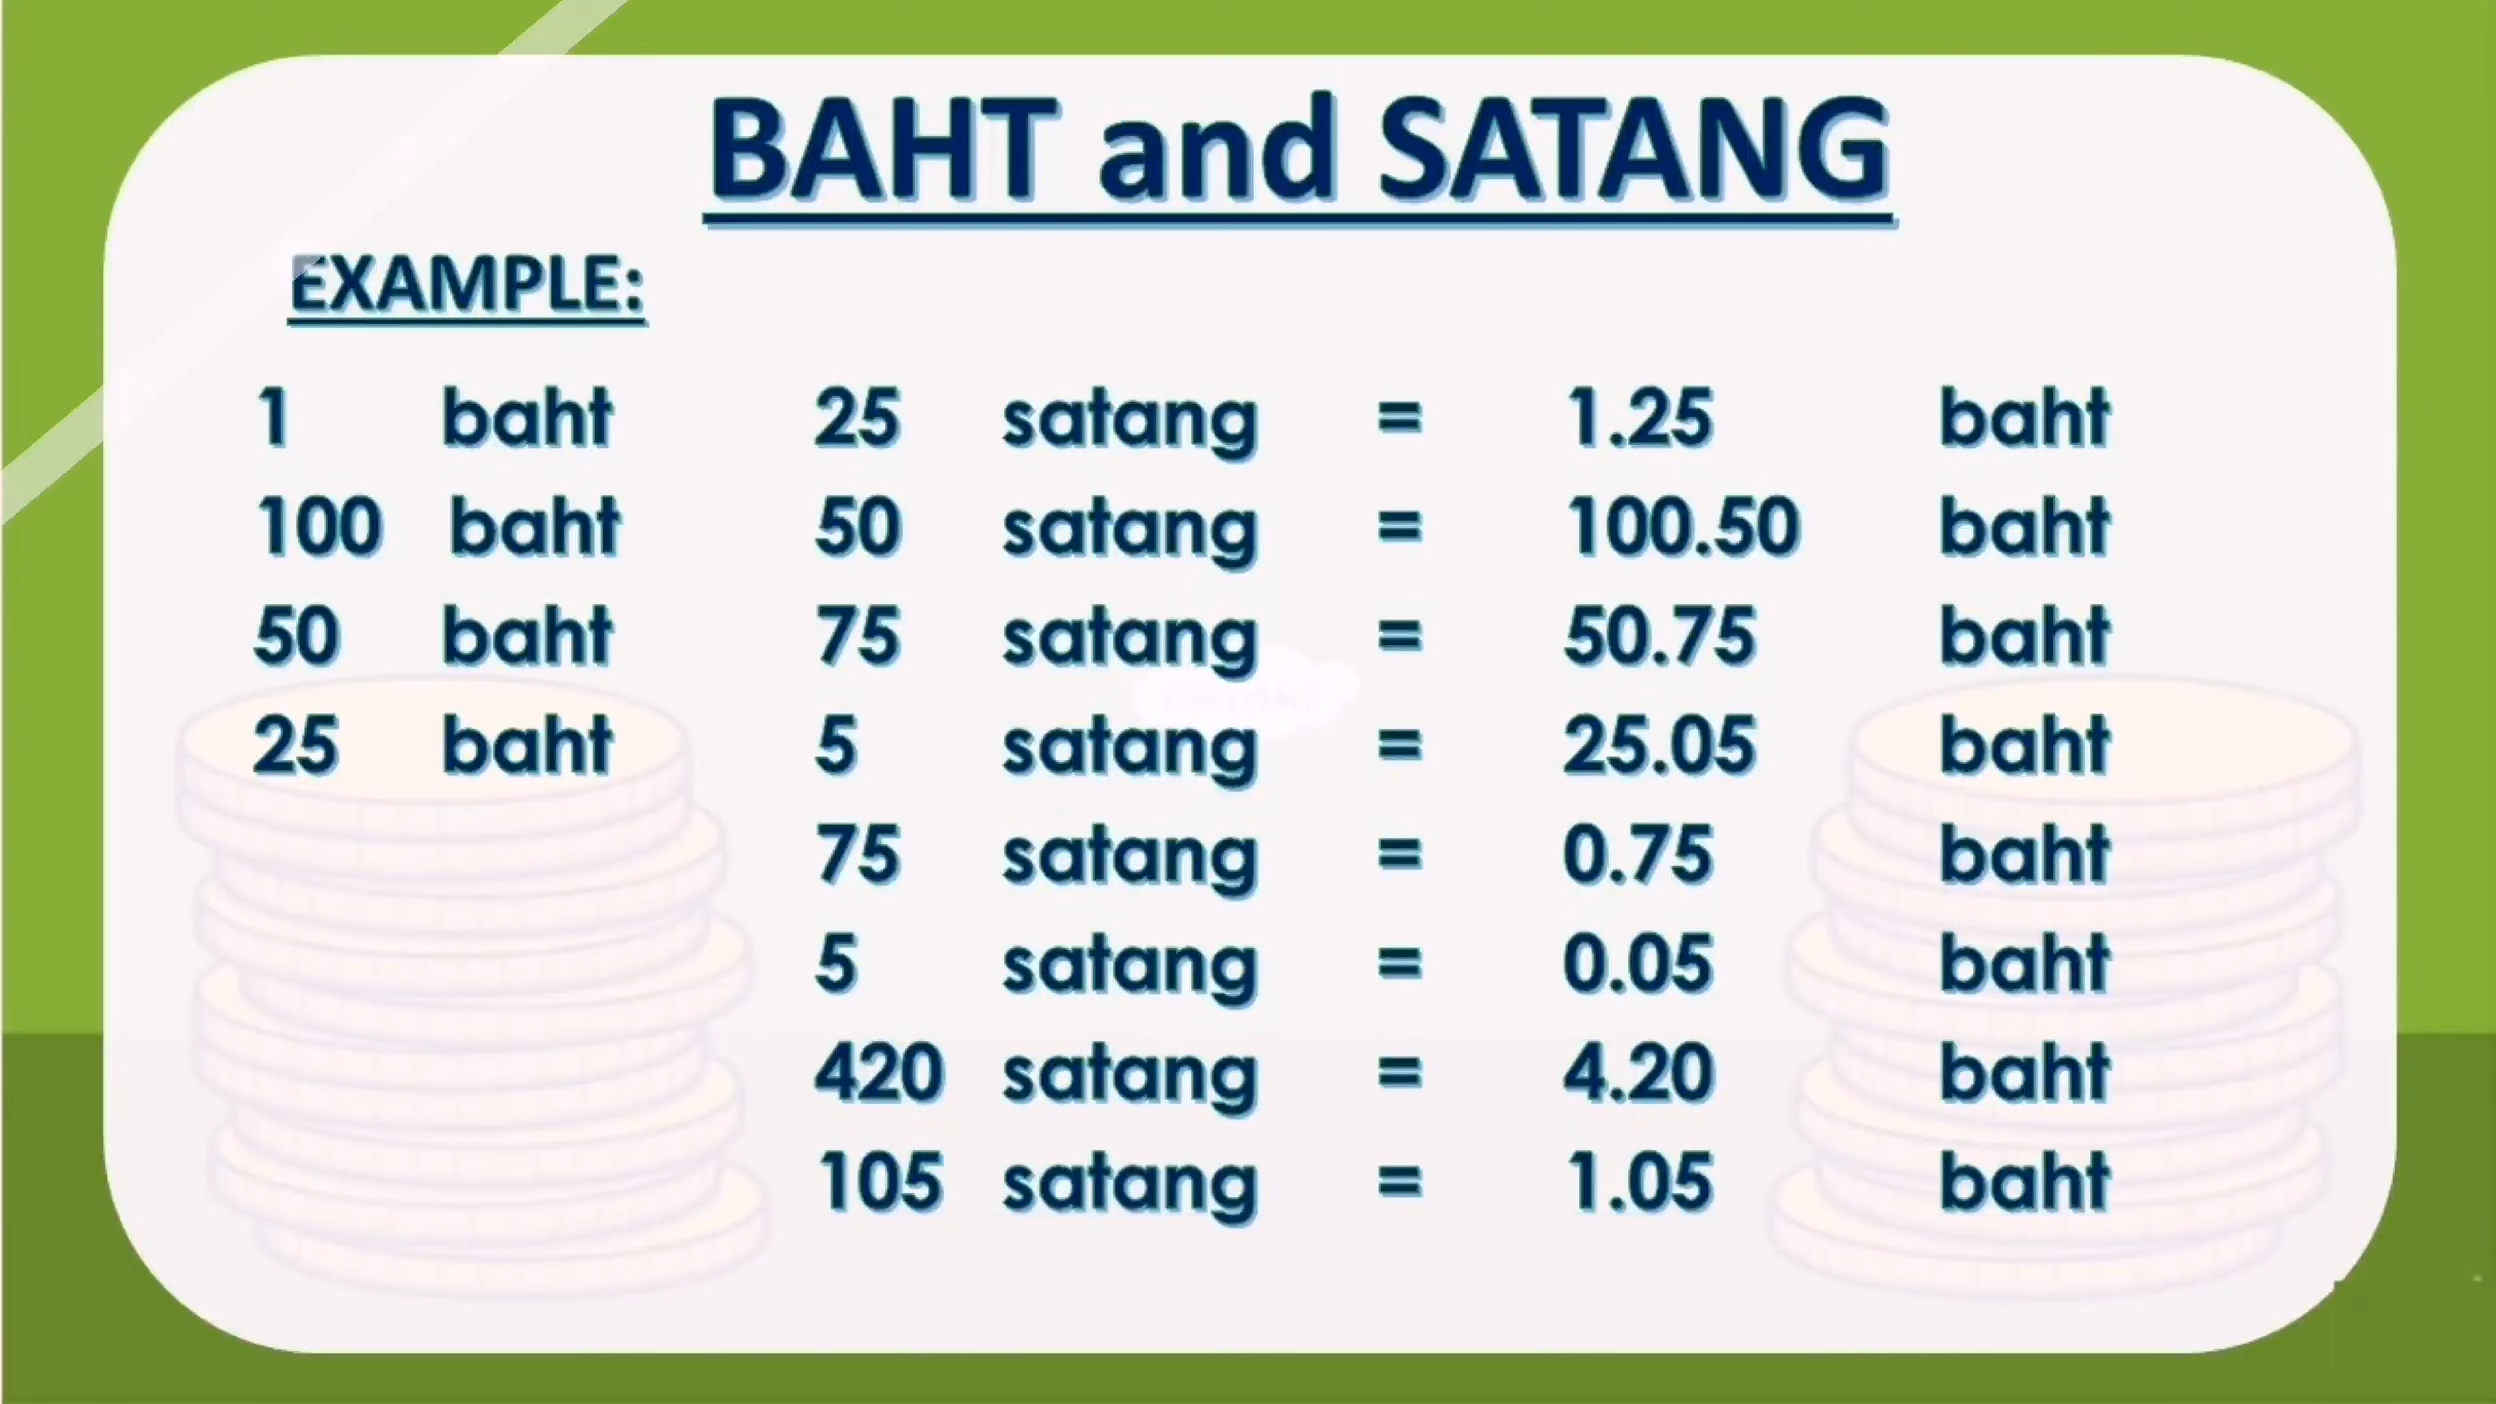 BAHT and SATANG
EXAMPLE:
1 baht 25 satang = 1.25 baht
100 baht 50 satang = 100.50 baht
50 baht 75 satang = 50.75 baht
25 baht 5 satang = 25.05 baht
75 satang = 0.75 baht
5 satang = 0.05 baht
420 satang = 4.20 baht
105 satang = 1.05 baht